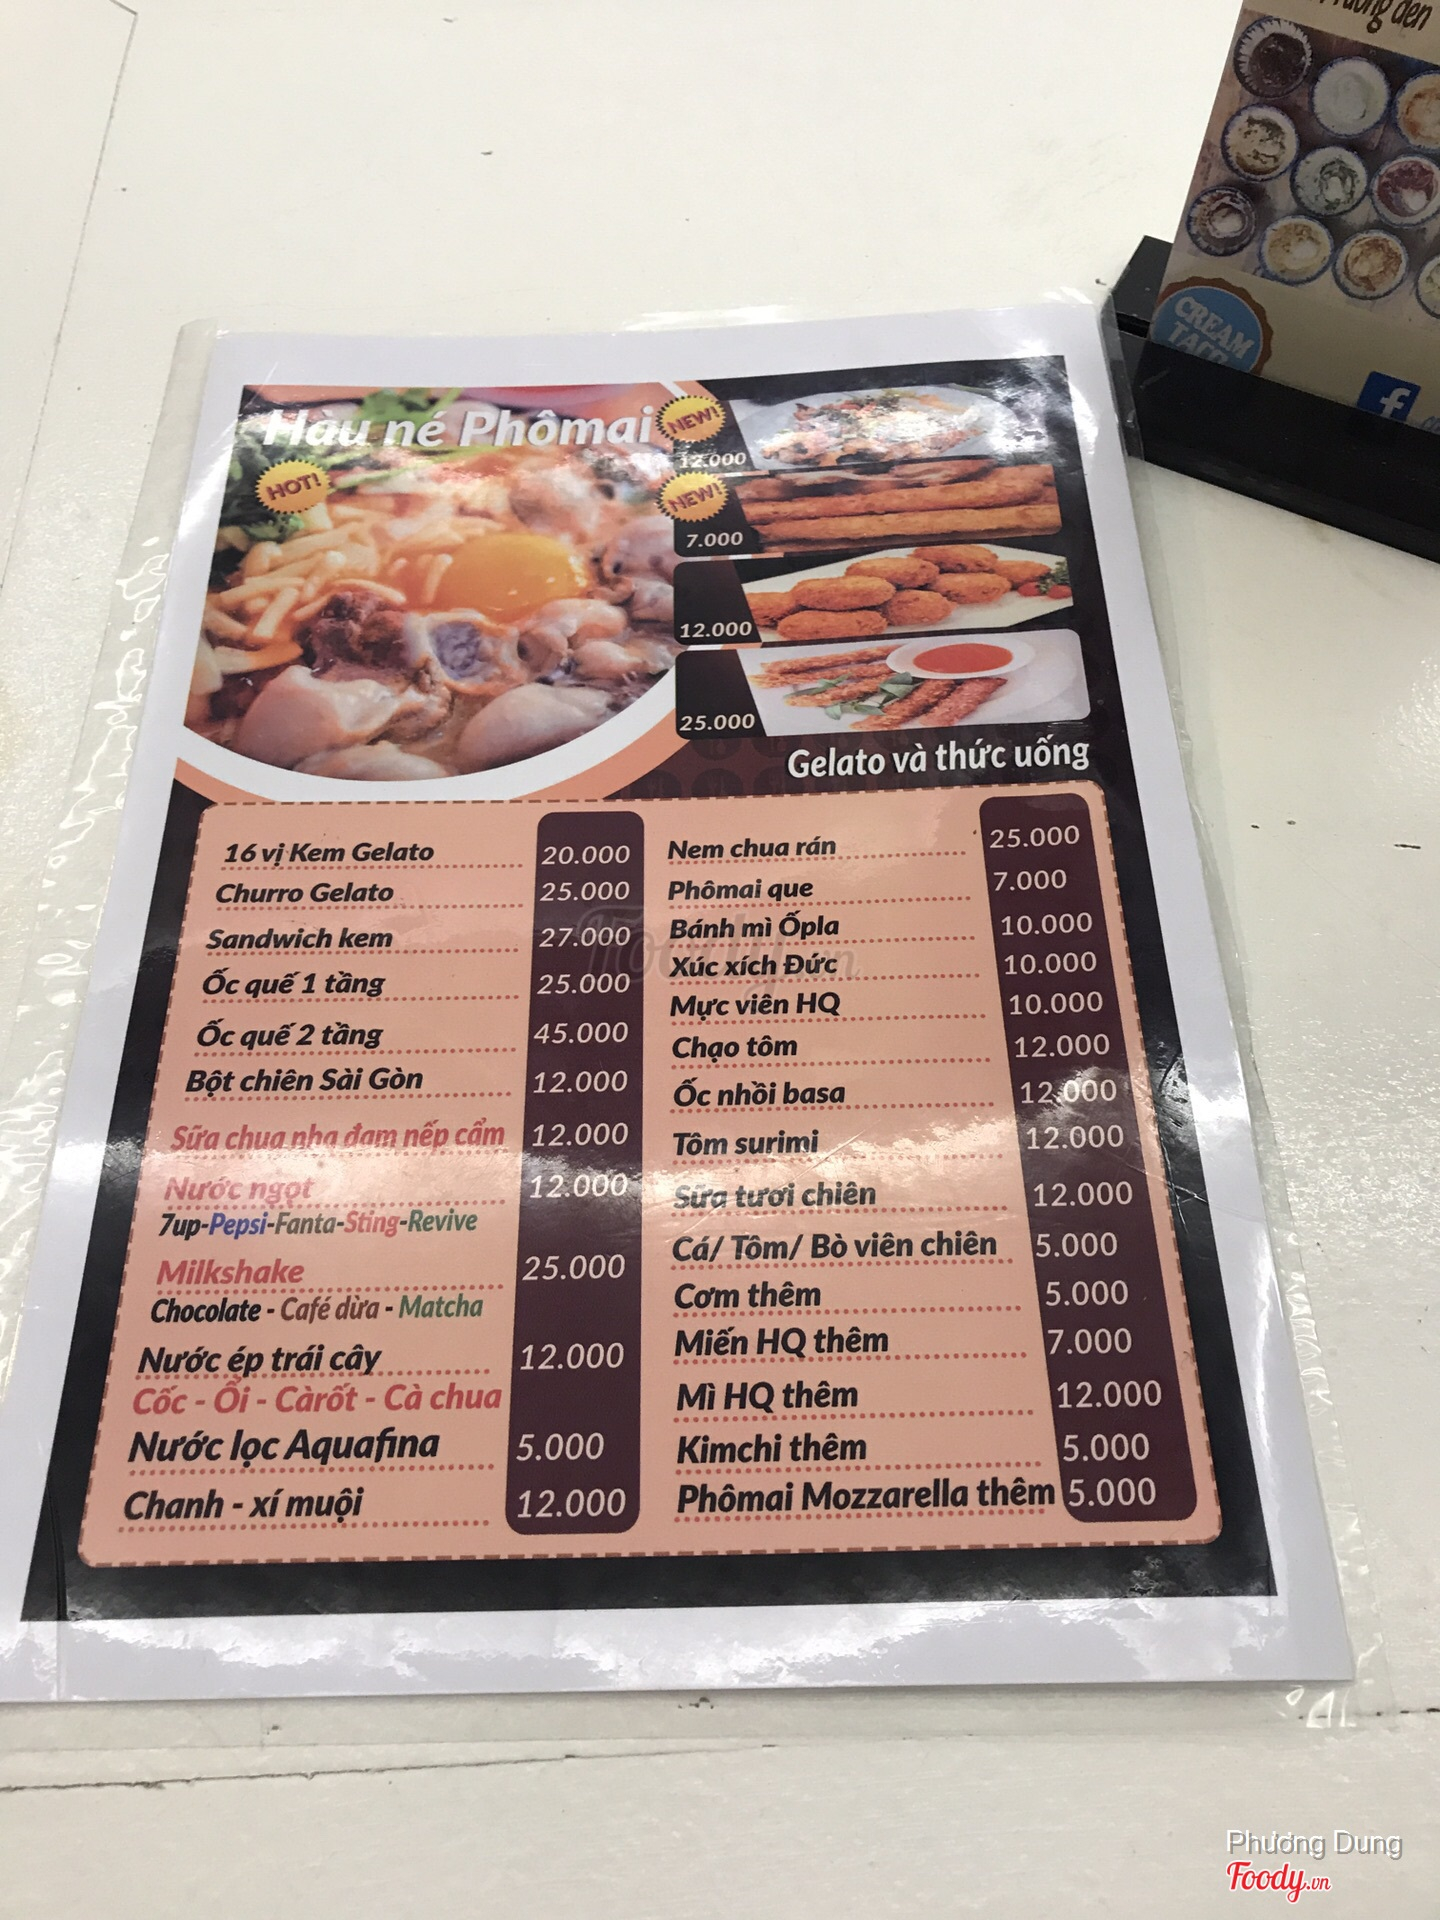 ruông đen
CREAM
TACO
f
Hàu né Phômai
HOT!
NEW!
12.000
NEW!
7.000
12.000
25.000
Gelato và thức uống
16 vị Kem Gelato 20.000
Churro Gelato 25.000
Sandwich kem 27.000
Ốc quế 1 tầng 25.000
Ốc quế 2 tầng 45.000
Bột chiên Sài Gòn 12.000
Sữa chua nha đam nếp cẩm 12.000
Nước ngọt 12.000
7up-Pepsi-Fanta-Sting-Revive
Milkshake 25.000
Chocolate - Café dừa - Matcha
Nước ép trái cây 12.000
Cốc - Ổi - Càrốt - Cà chua
Nước lọc Aquafina 5.000
Chanh - xí muội 12.000
Nem chua rán 25.000
Phômai que 7.000
Bánh mì Ốpla 10.000
Xúc xích Đức 10.000
Mực viên HQ 10.000
Chạo tôm 12.000
Ốc nhồi basa 12.000
Tôm surimi 12.000
Sữa tươi chiên 12.000
Cá/ Tôm/ Bò viên chiên 5.000
Cơm thêm 5.000
Miến HQ thêm 7.000
Mì HQ thêm 12.000
Kimchi thêm 5.000
Phômai Mozzarella thêm 5.000
Foody.vn
Phương Dung
Foody.vn